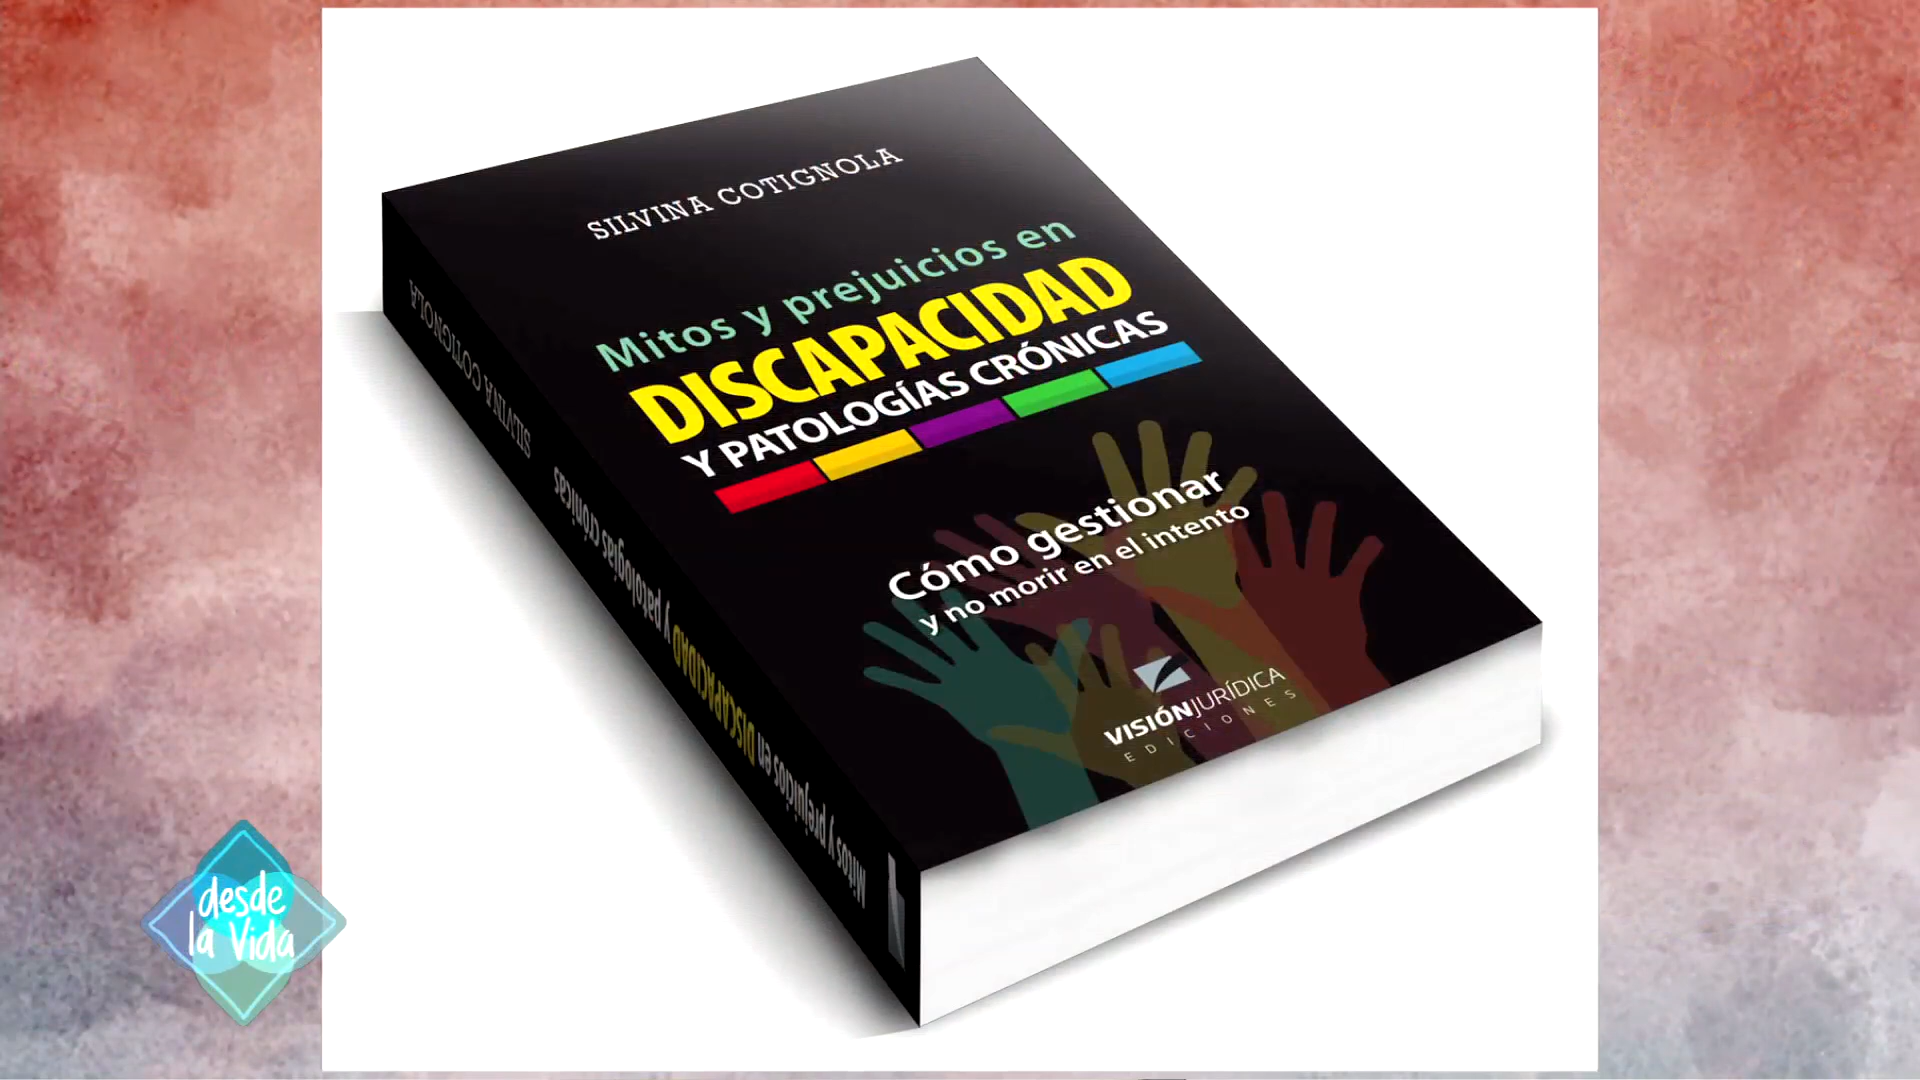 SILVINA COTIGNOLA
Mitos y prejuicios en
DISCAPACIDAD
Y PATOLOGÍAS CRÓNICAS
Cómo gestionar
y no morir en el intento
VISIÓNJURÍDICA
EDICIONES
Mitos y prejuicios en DISCAPACIDAD y patologías crónicas SILVINA COTIGNOLA
desde
la Vida